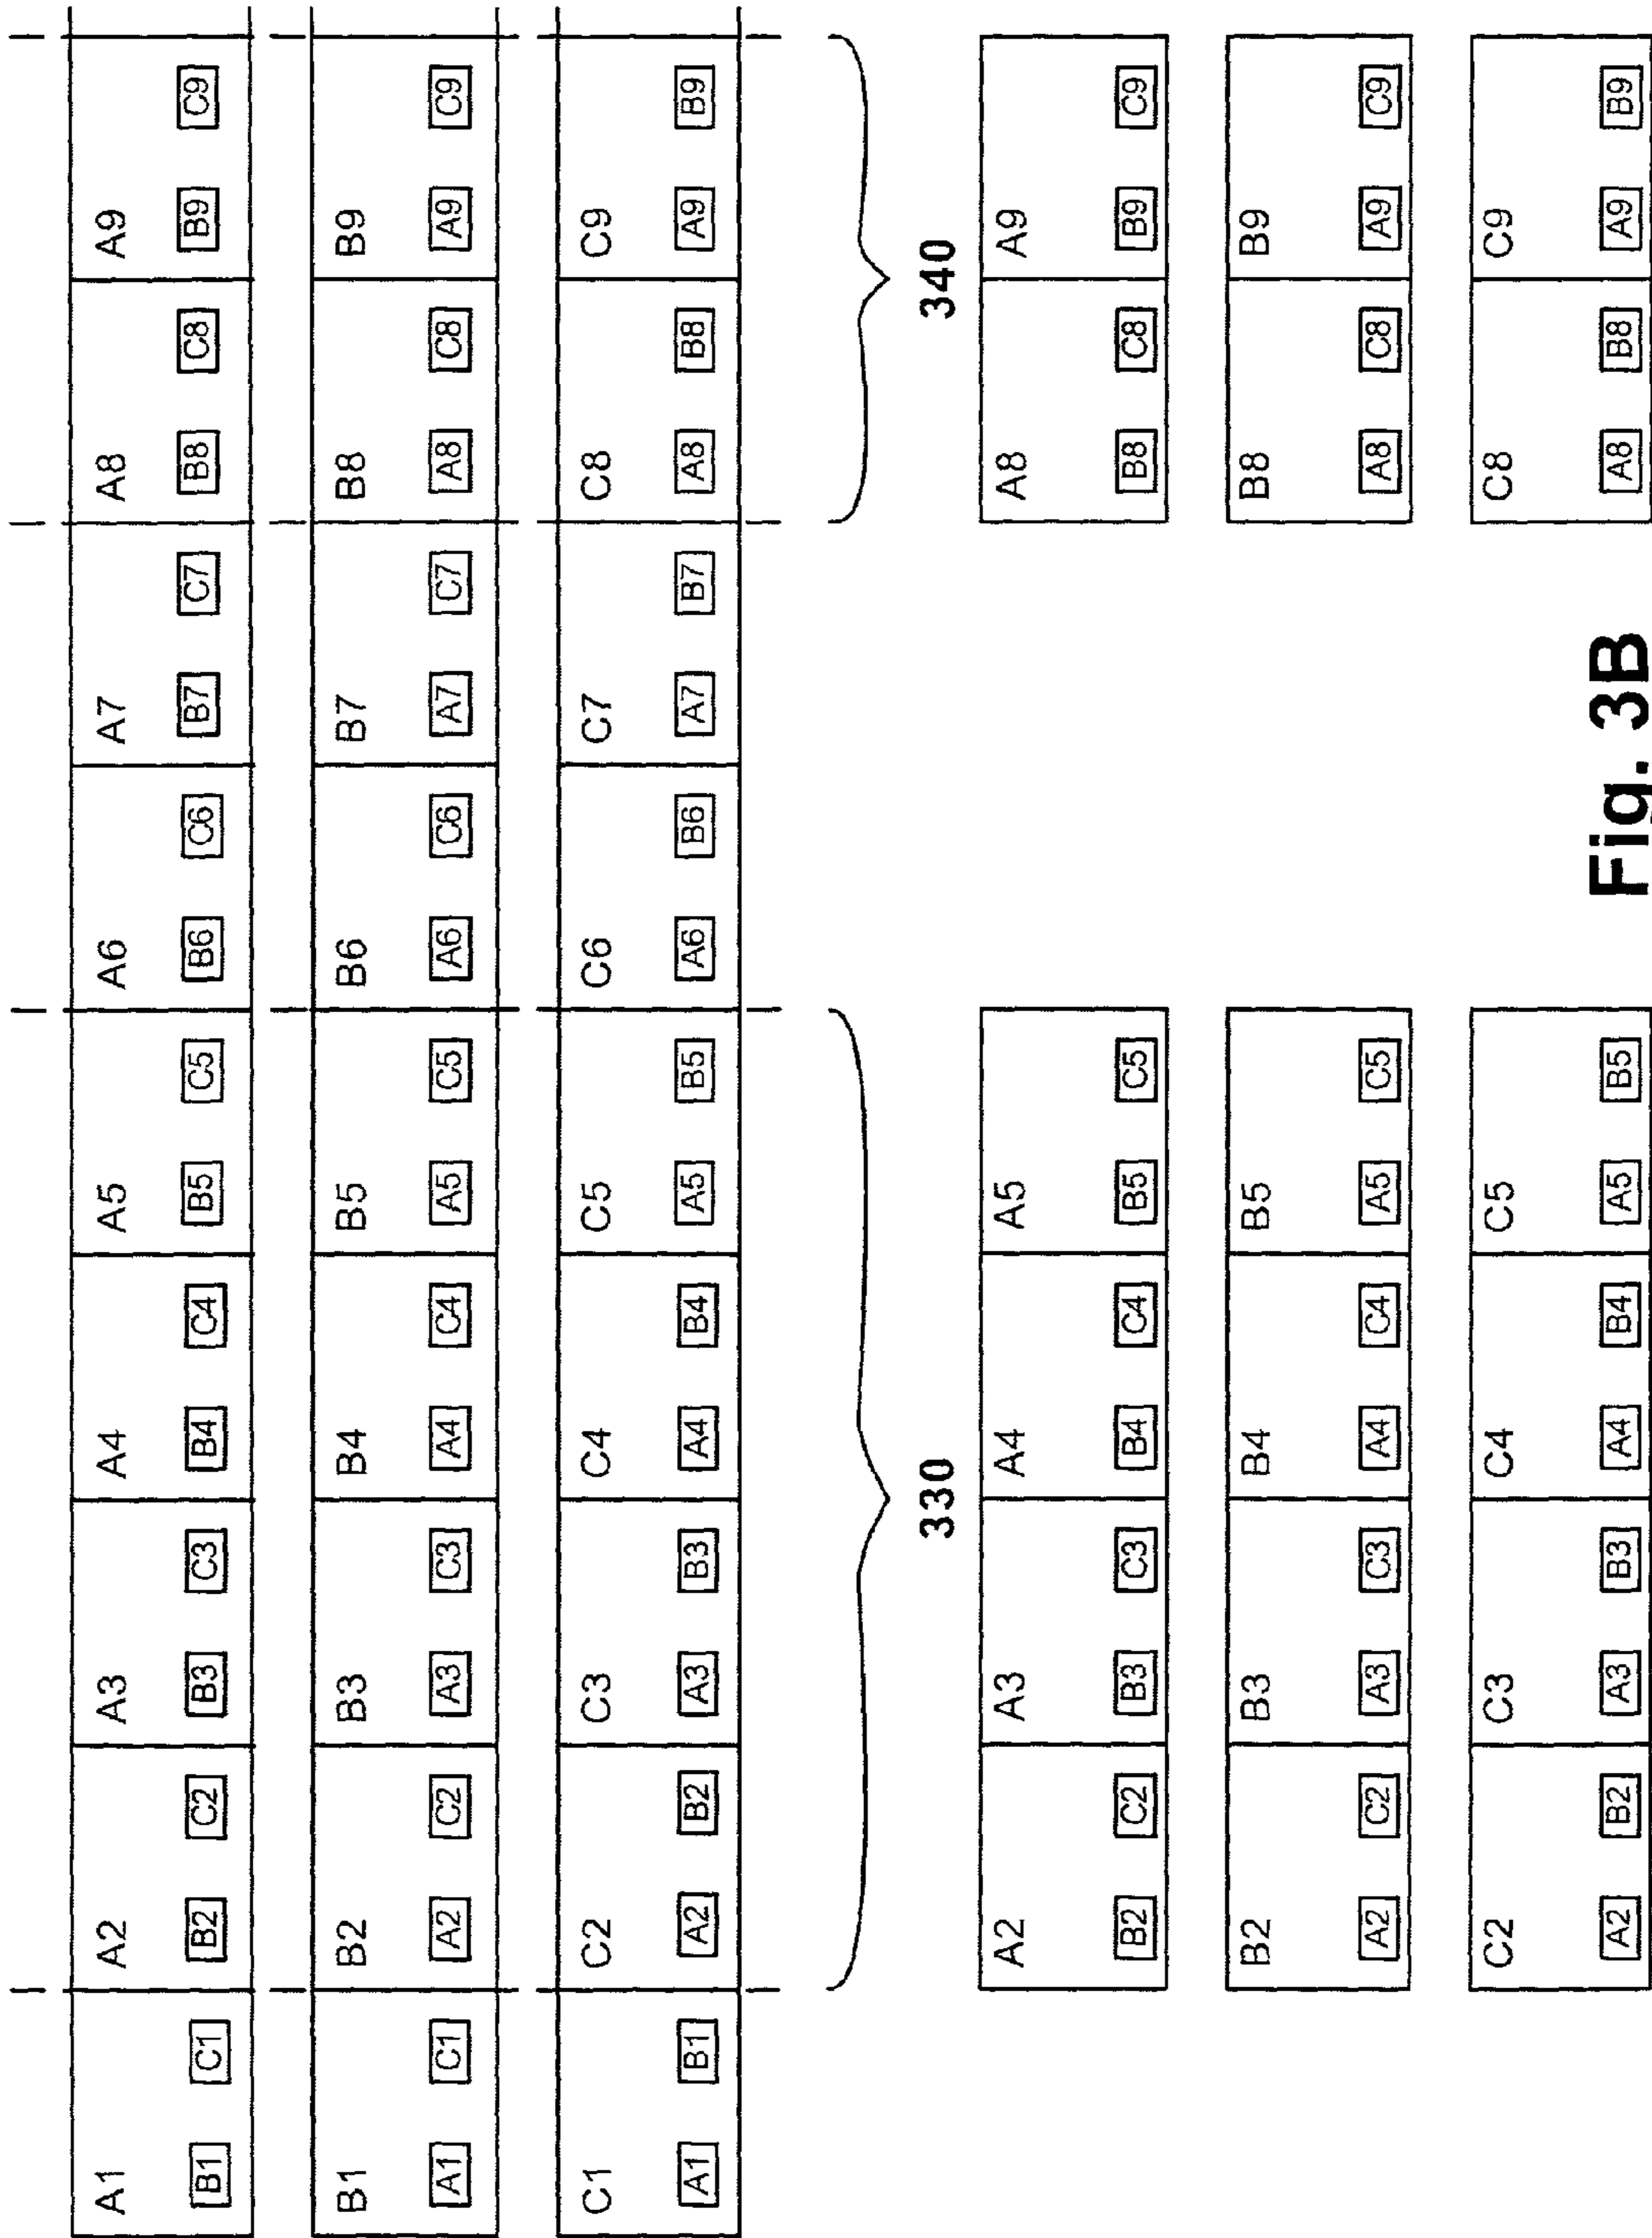 A1 A2 A3 A4 A5 A6 A7 A8 A9
B1 C1 B2 C2 B3 C3 B4 C4 B5 C5 B6 C6 B7 C7 B8 C8 B9 C9
B1 B2 B3 B4 B5 B6 B7 B8 B9
A1 C1 A2 C2 A3 C3 A4 C4 A5 C5 A6 C6 A7 C7 A8 C8 A9 C9
C1 C2 C3 C4 C5 C6 C7 C8 C9
A1 B1 A2 B2 A3 B3 A4 B4 A5 B5 A6 B6 A7 B7 A8 B8 A9 B9
330 340
A2 A3 A4 A5 A8 A9
B2 C2 B3 C3 B4 C4 B5 C5 B8 C8 B9 C9
B2 B3 B4 B5 B8 B9
A2 C2 A3 C3 A4 C4 A5 C5 A8 C8 A9 C9
C2 C3 C4 C5 C8 C9
A2 B2 A3 B3 A4 B4 A5 B5 A8 B8 A9 B9
Fig. 3B